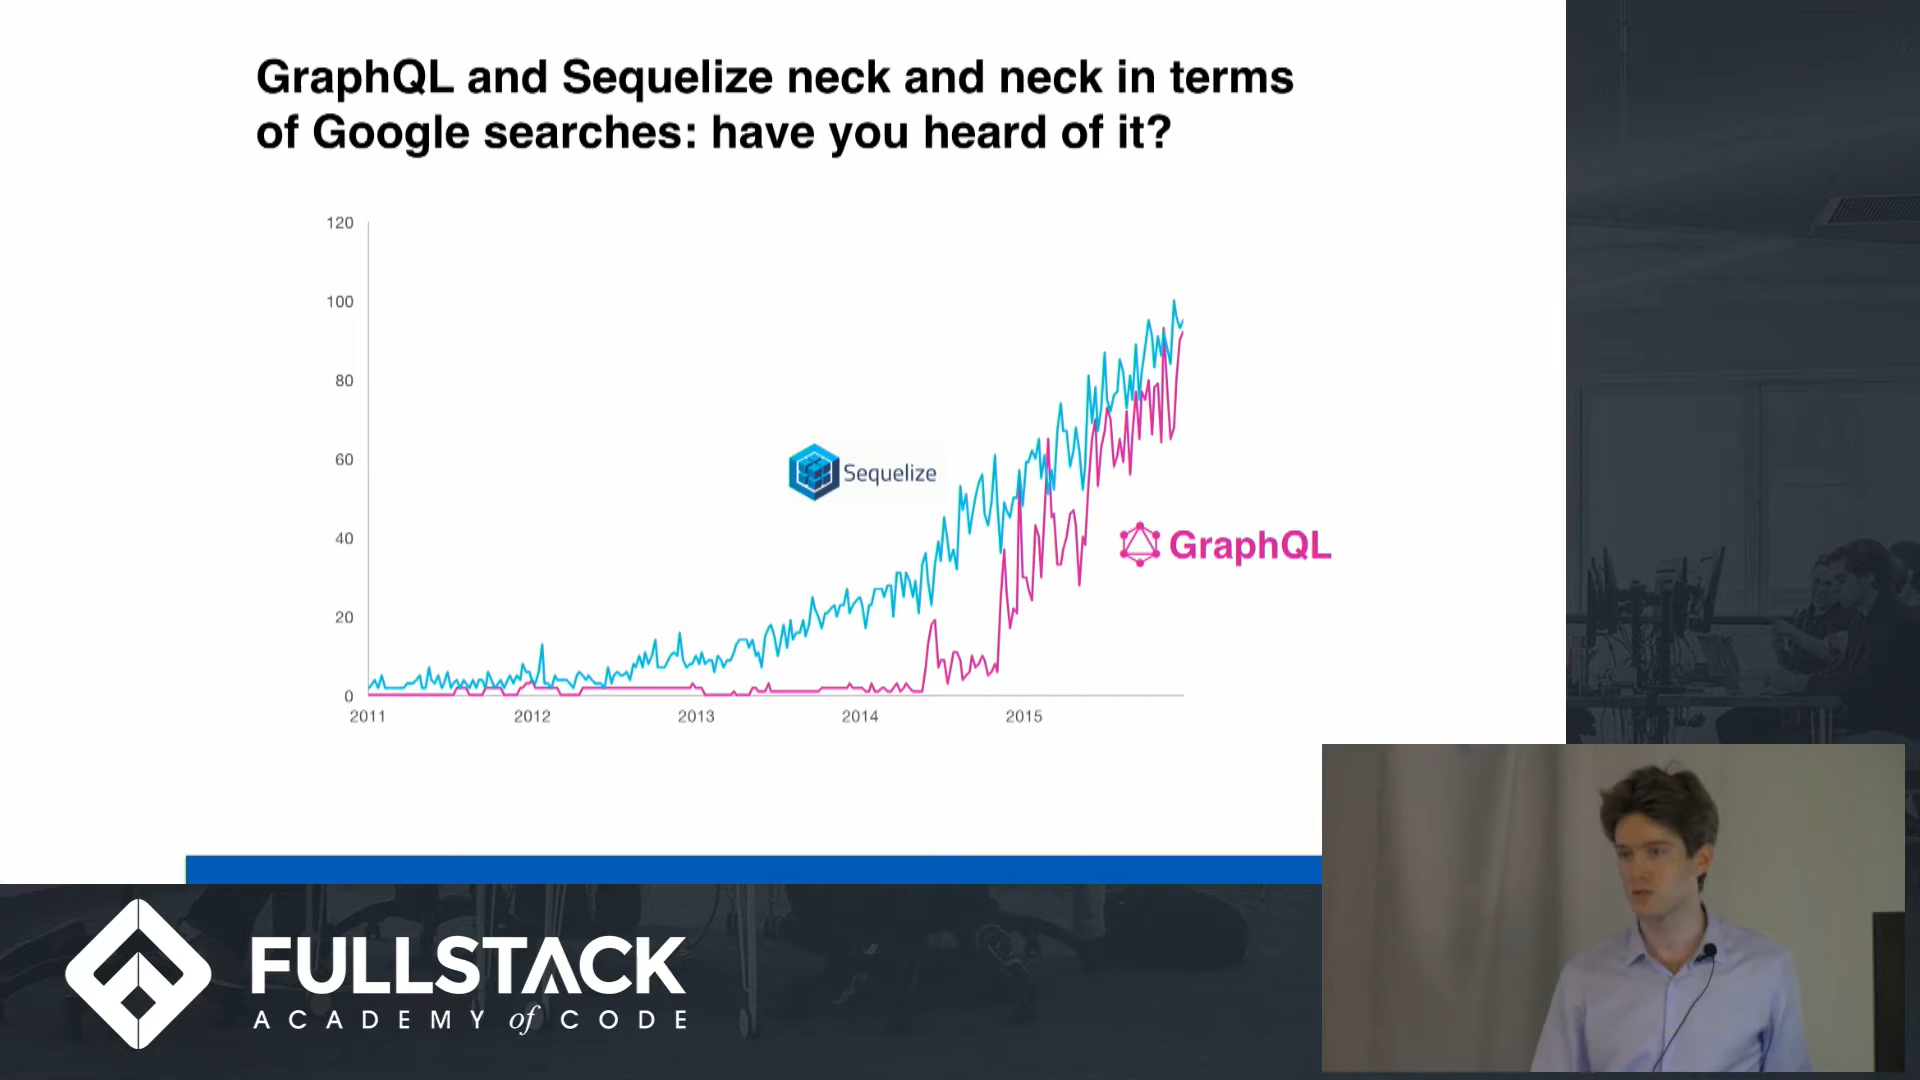 GraphQL and Sequelize neck and neck in terms
of Google searches: have you heard of it?
120
100
80
60
40
20
0
2011 2012 2013 2014 2015
Sequelize
GraphQL
FULLSTACK
ACADEMY of CODE